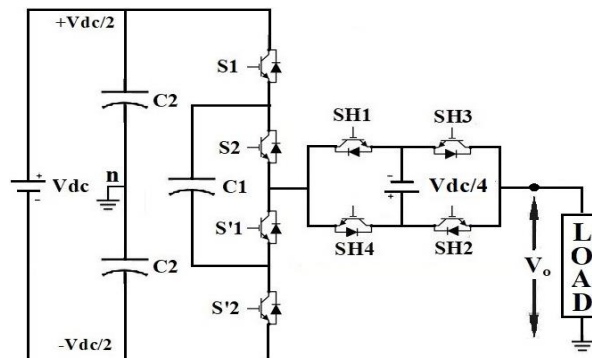 +Vdc/2
S1
C2
SH1
SH3
S2
n
Vdc
+
-
C1
-
+
Vdc/4
S'1
SH4
SH2
C2
Vo
LOAD
S'2
-Vdc/2